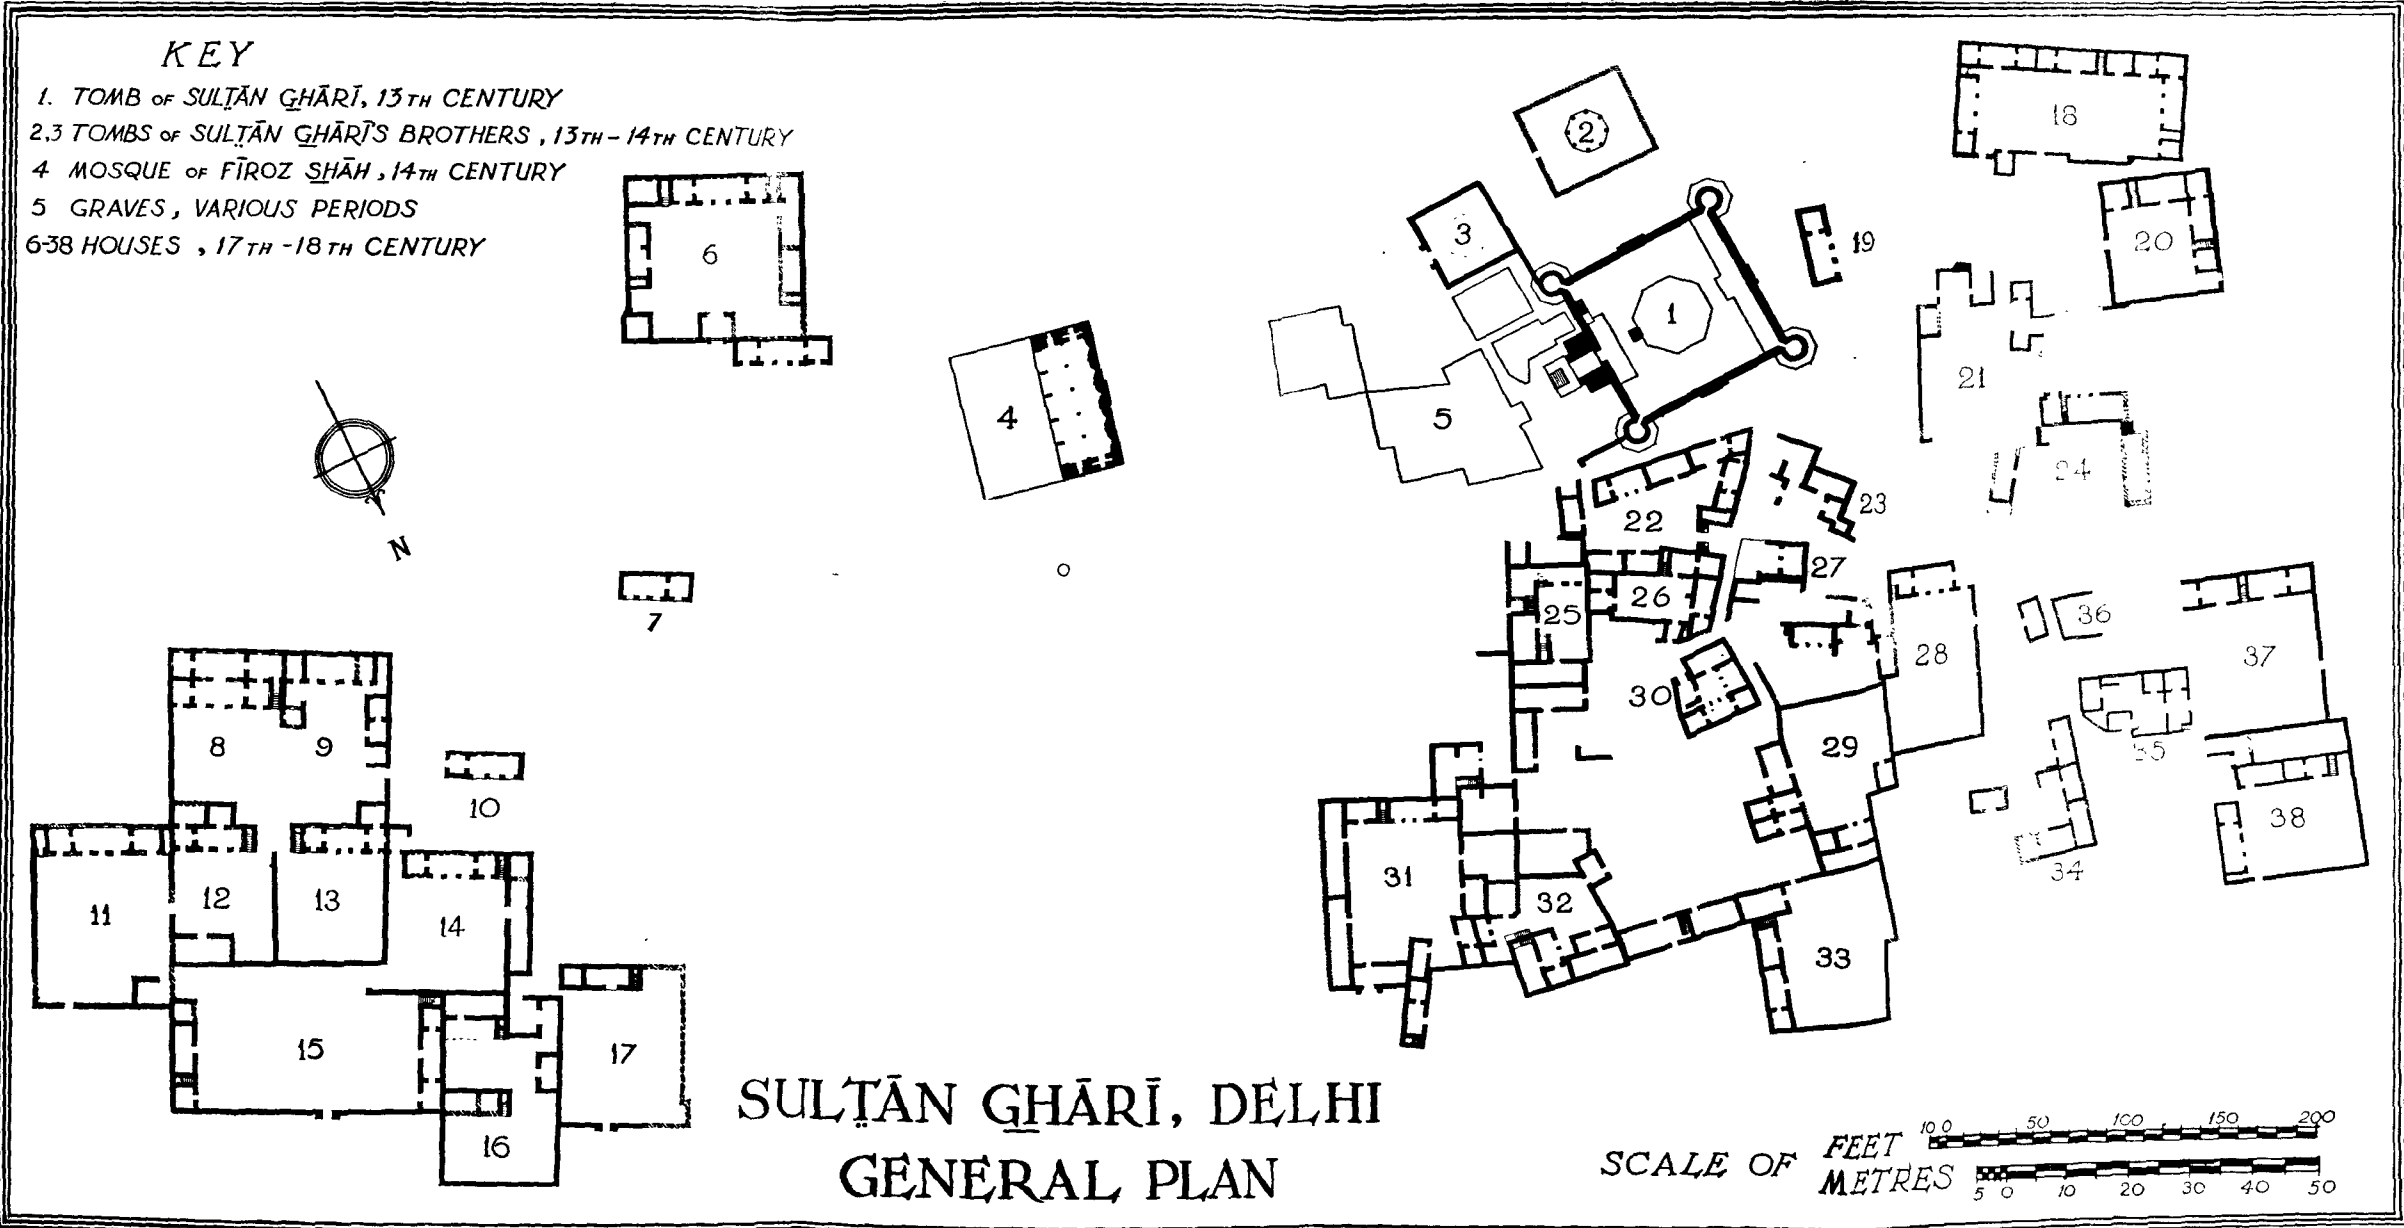 KEY
1. TOMB OF SULṬĀN G͟HĀRĪ, 13TH CENTURY
2,3 TOMBS OF SULṬĀN G͟HĀRĪ'S BROTHERS, 13TH-14TH CENTURY
4 MOSQUE OF FĪROZ S͟HĀH, 14TH CENTURY
5 GRAVES, VARIOUS PERIODS
6-38 HOUSES, 17TH-18TH CENTURY
1
2
3
4
5
6
7
8
9
10
11
12
13
14
15
16
17
18
19
20
21
22
23
24
25
26
27
28
29
30
31
32
33
34
35
36
37
38
N
SULṬĀN G͟HĀRĪ, DELHI
GENERAL PLAN
SCALE OF
FEET
10 0 50 100 150 200
METRES
5 0 10 20 30 40 50